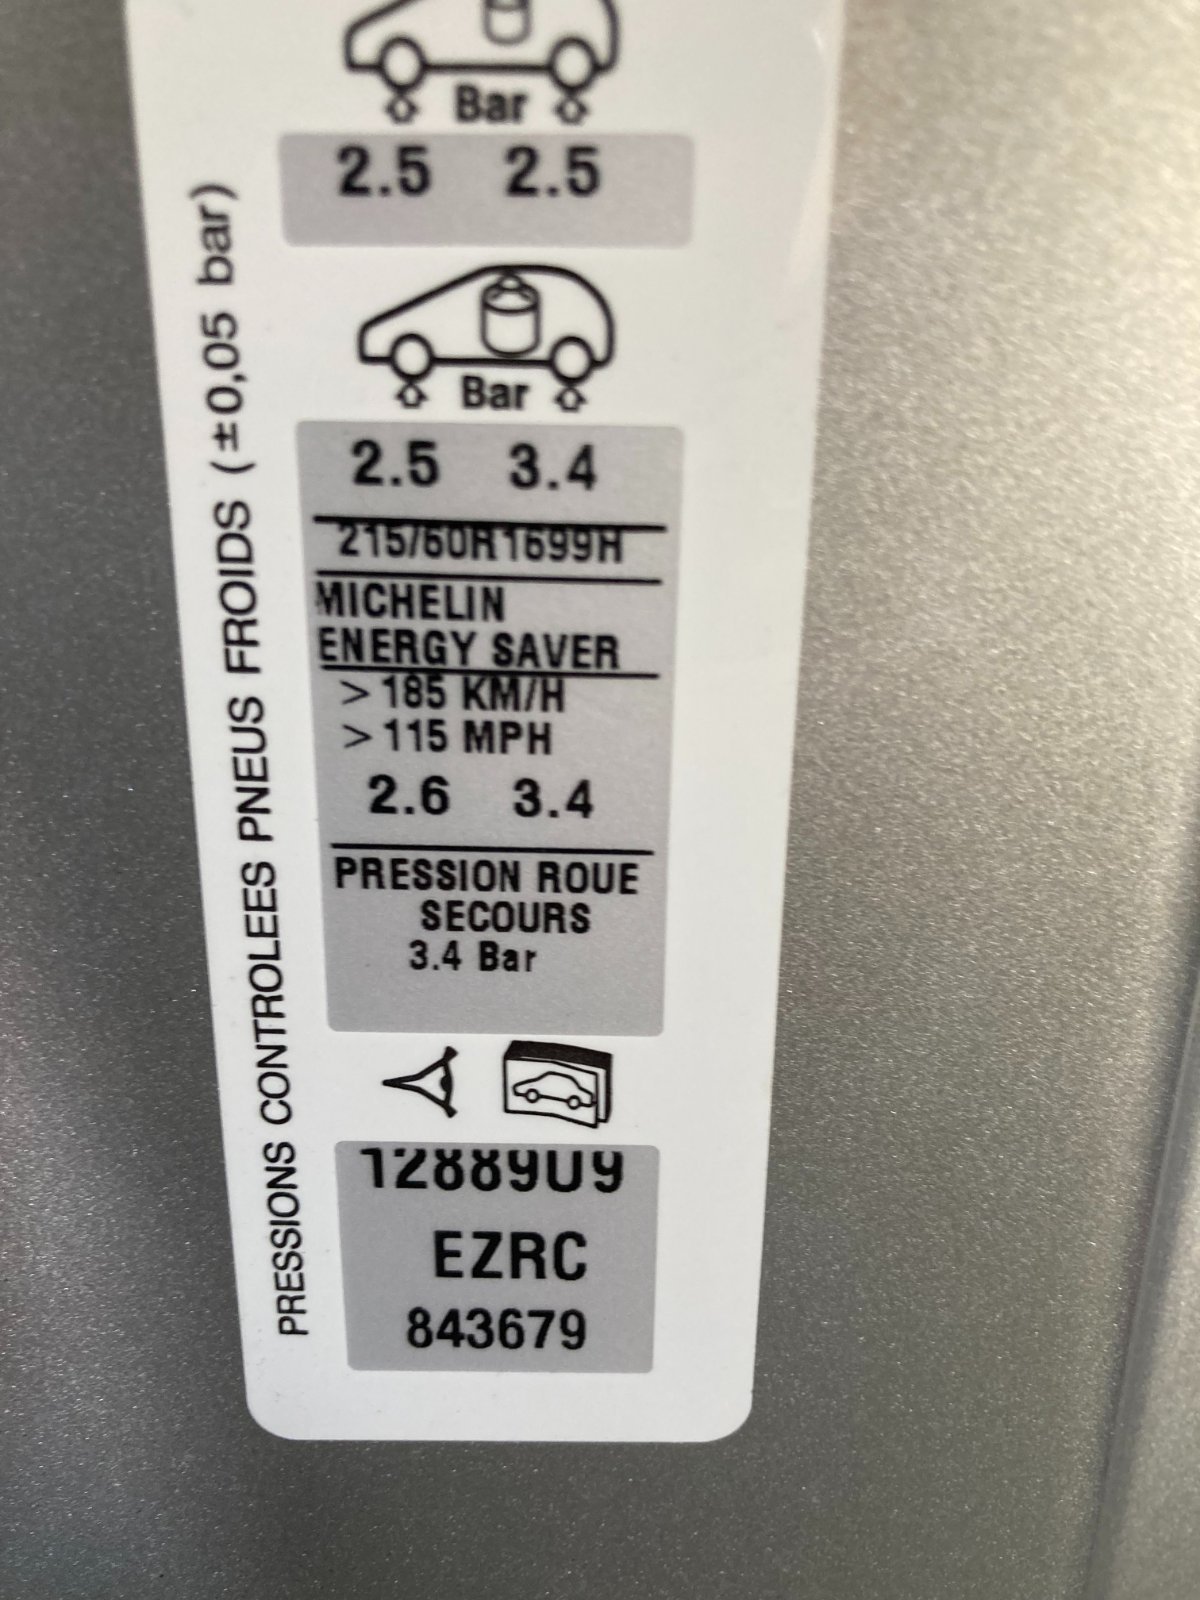 Bar
2.5 2.5
Bar
2.5 3.4
215/60R1699H
MICHELIN
ENERGY SAVER
> 185 KM/H
> 115 MPH
2.6 3.4
PRESSION ROUE
SECOURS
3.4 Bar
1288909
EZRC
843679
PRESSIONS CONTROLEES PNEUS FROIDS (±0,05 bar)